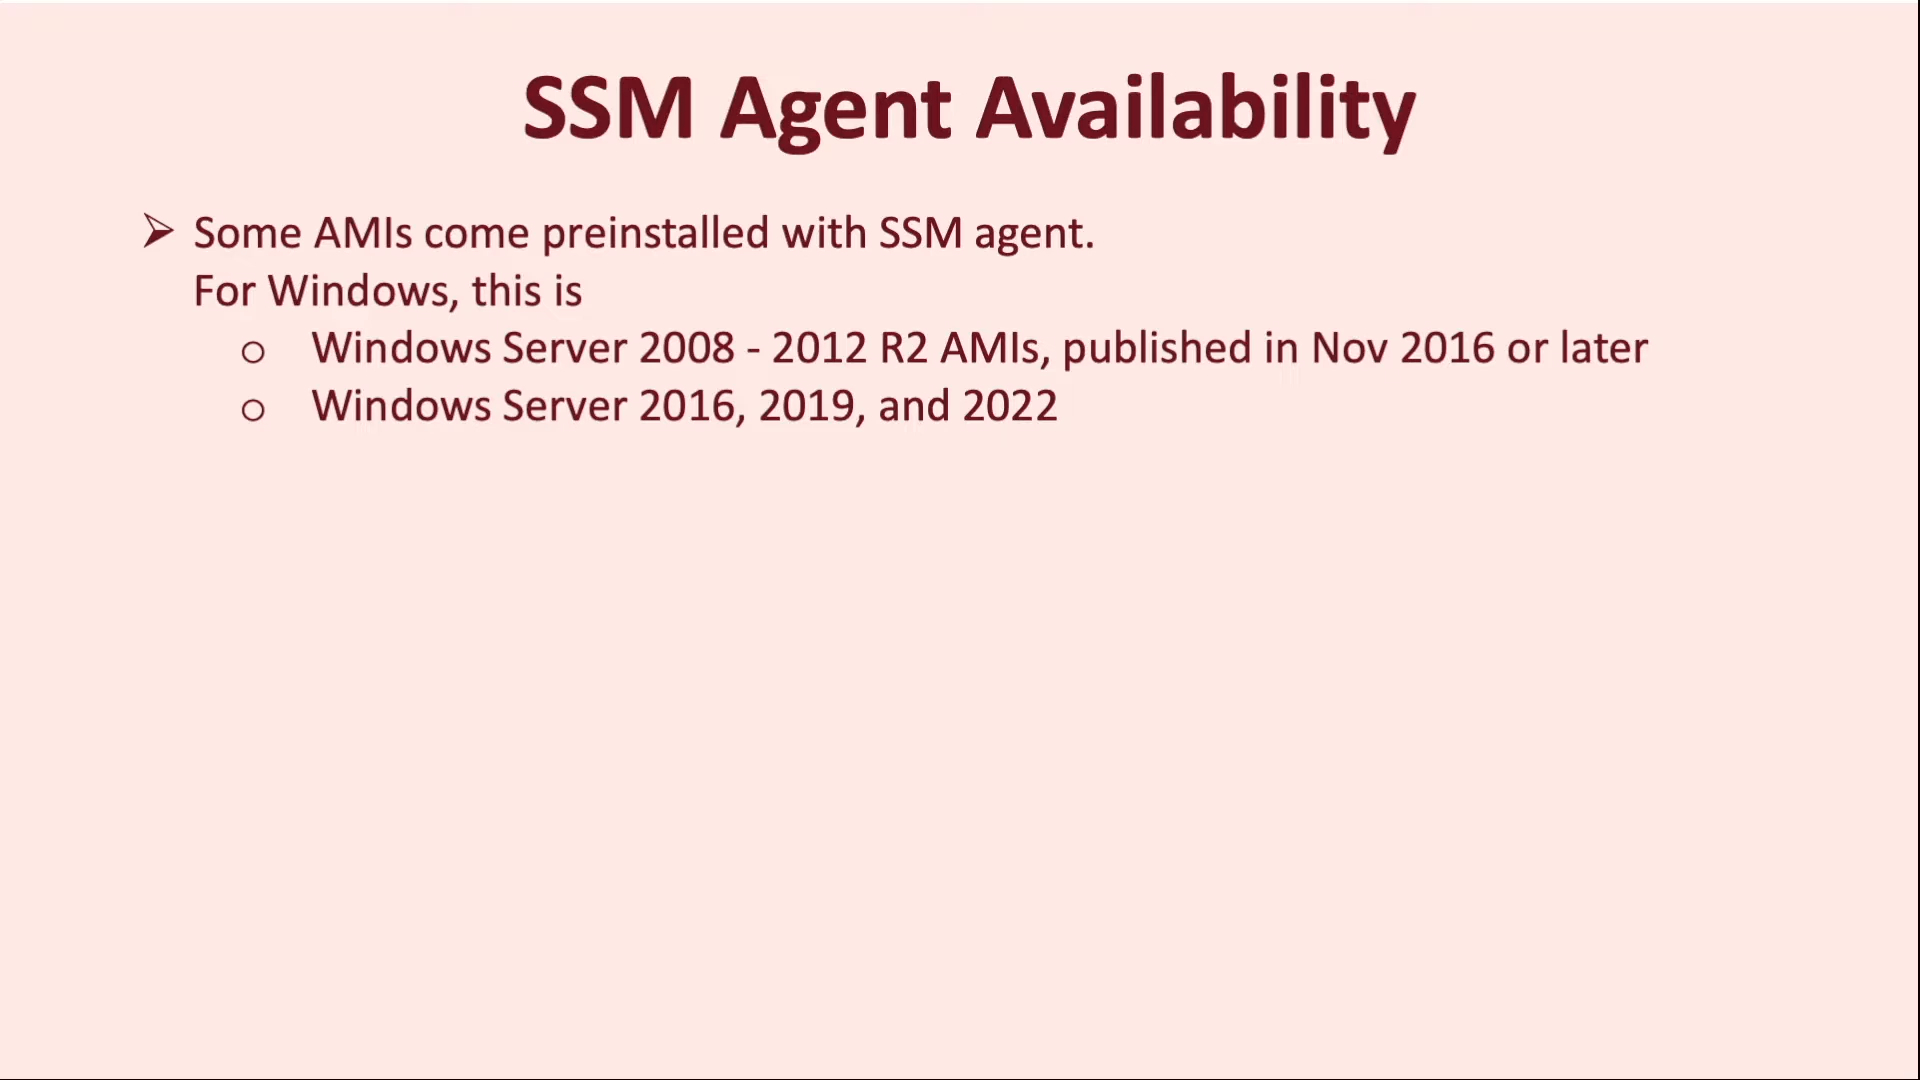 SSM Agent Availability
➢ Some AMIs come preinstalled with SSM agent.
For Windows, this is
o Windows Server 2008 - 2012 R2 AMIs, published in Nov 2016 or later
o Windows Server 2016, 2019, and 2022